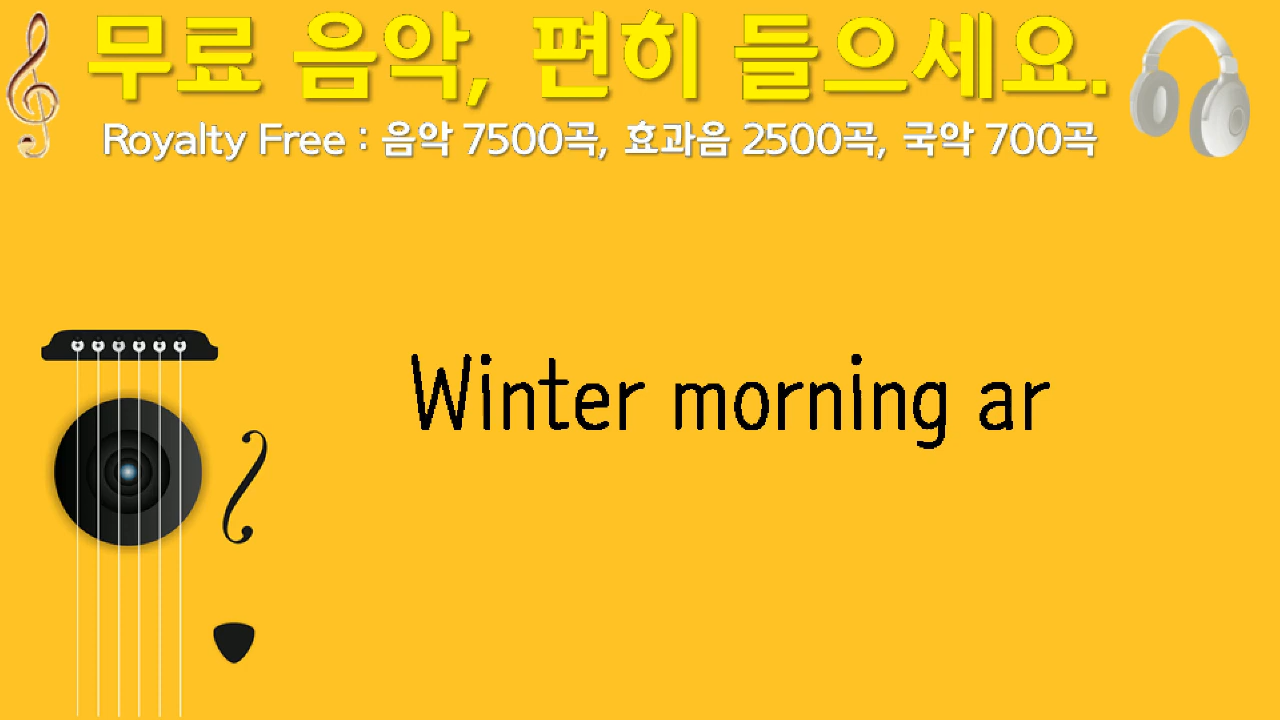 무료 음악, 편히 들으세요.
Royalty Free : 음악 7500곡, 효과음 2500곡, 국악 700곡
Winter morning ar